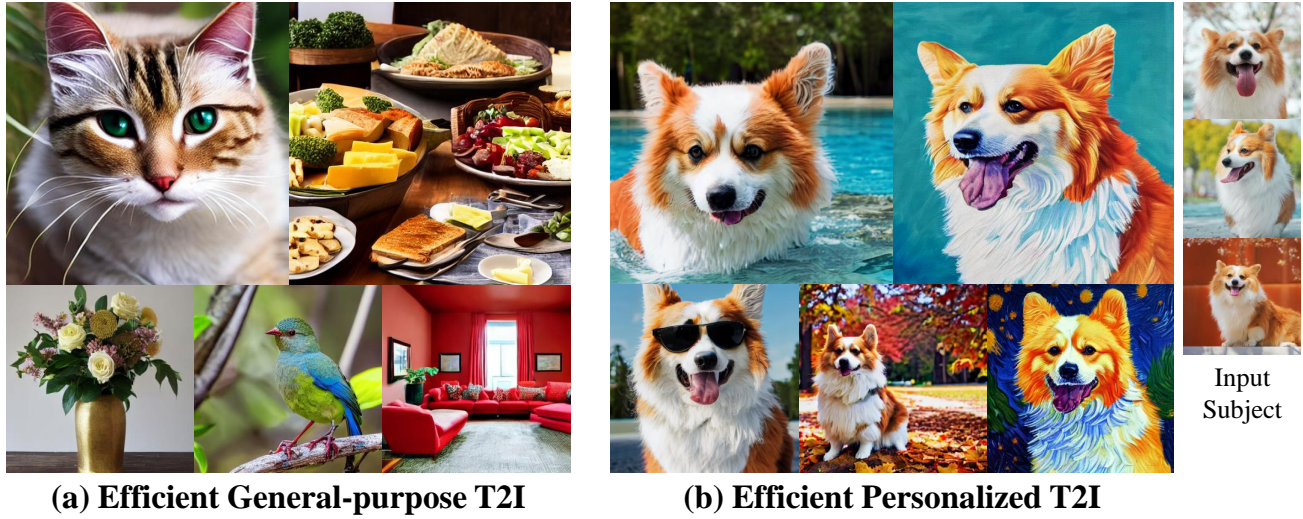 Input
Subject
(a) Efficient General-purpose T2I
(b) Efficient Personalized T2I